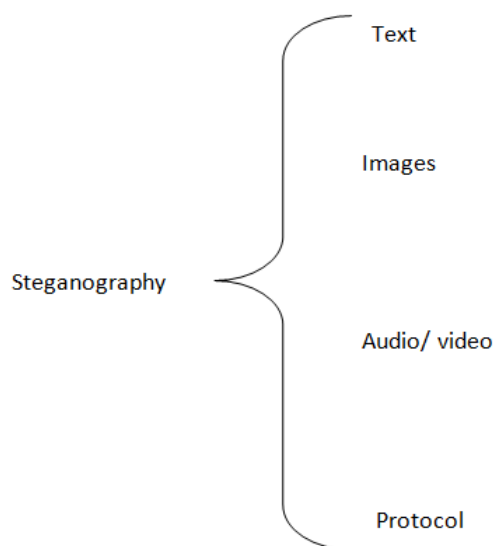 Text
Images
Steganography
Audio/ video
Protocol